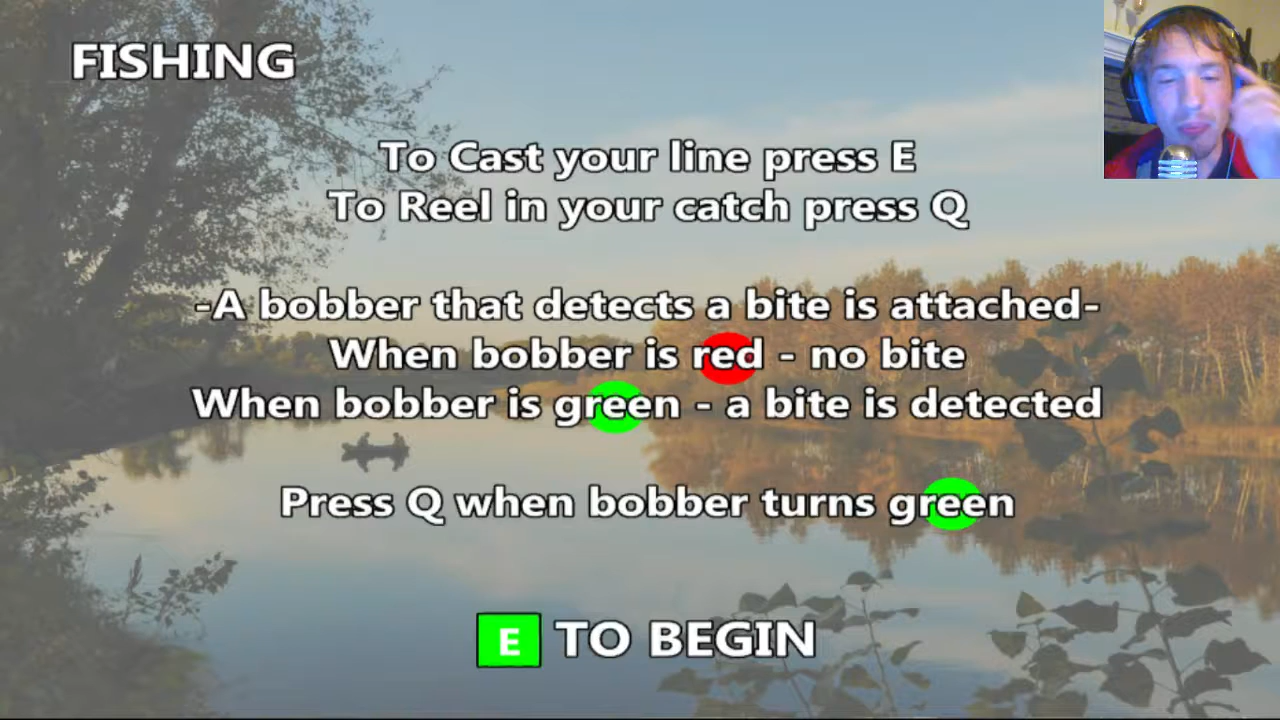 FISHING
To Cast your line press E
To Reel in your catch press Q
-A bobber that detects a bite is attached-
When bobber is red - no bite
When bobber is green - a bite is detected
Press Q when bobber turns green
E TO BEGIN